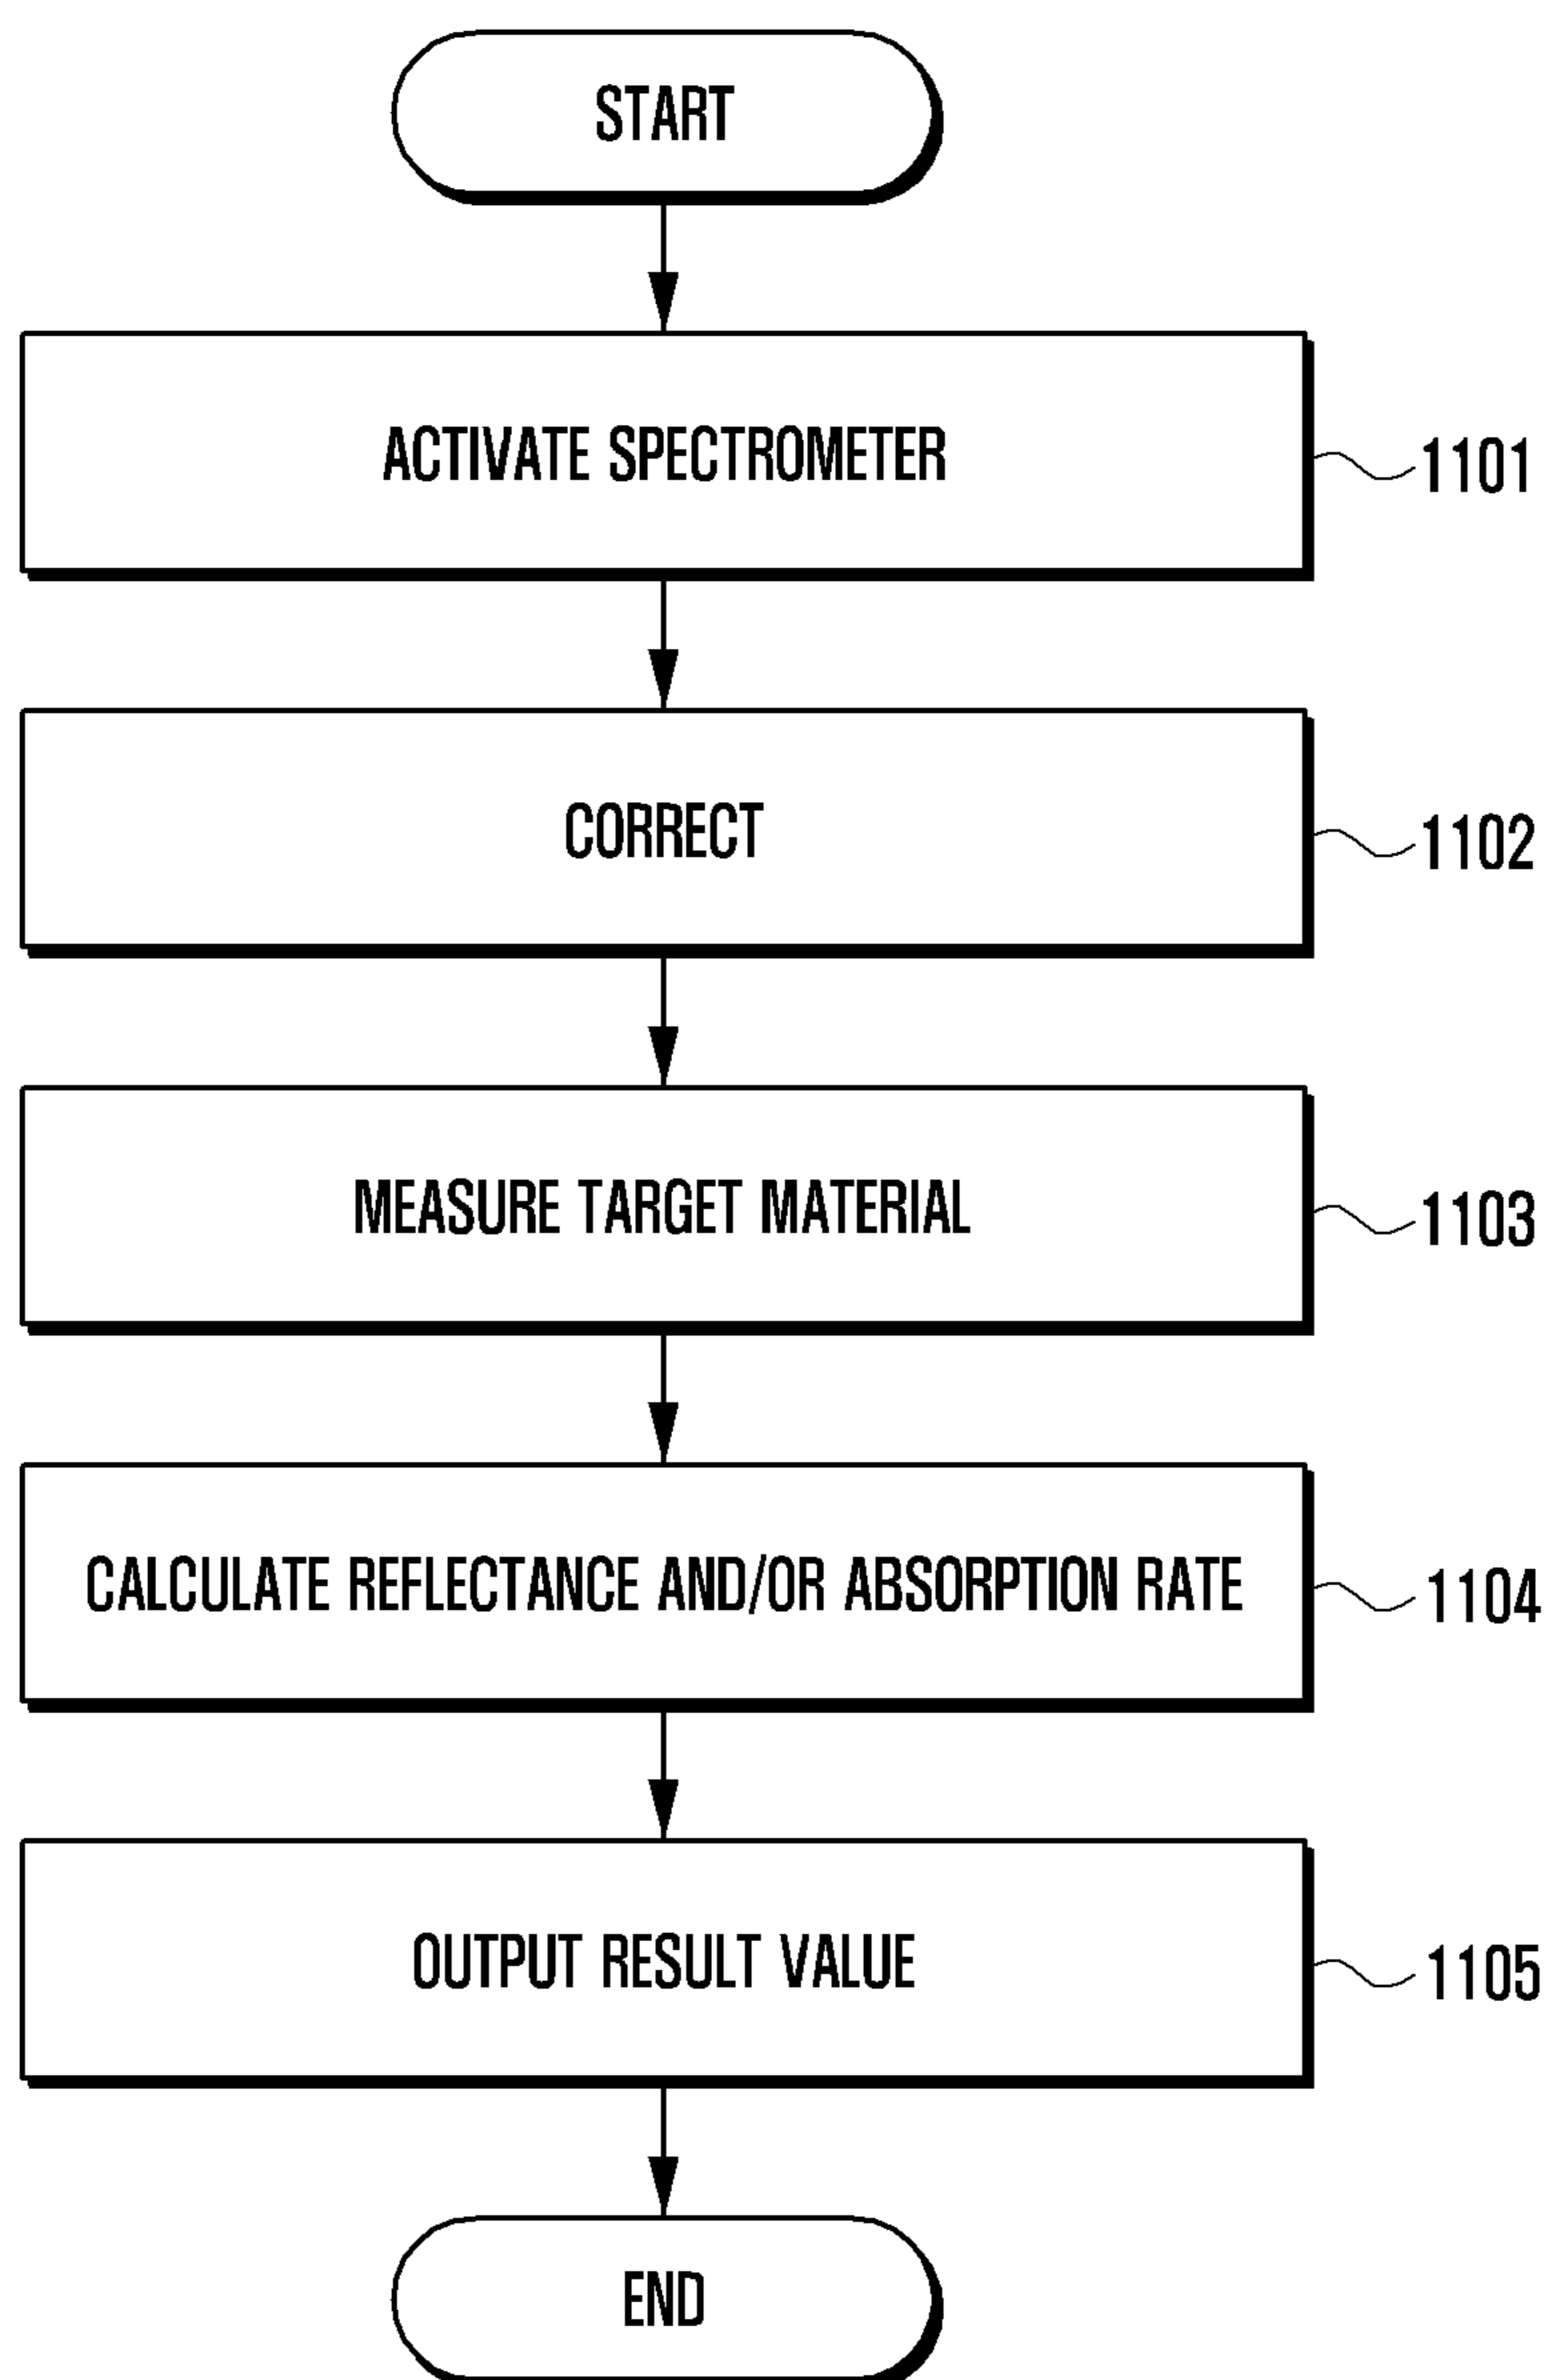 START
ACTIVATE SPECTROMETER
1101
CORRECT
1102
MEASURE TARGET MATERIAL
1103
CALCULATE REFLECTANCE AND/OR ABSORPTION RATE
1104
OUTPUT RESULT VALUE
1105
END